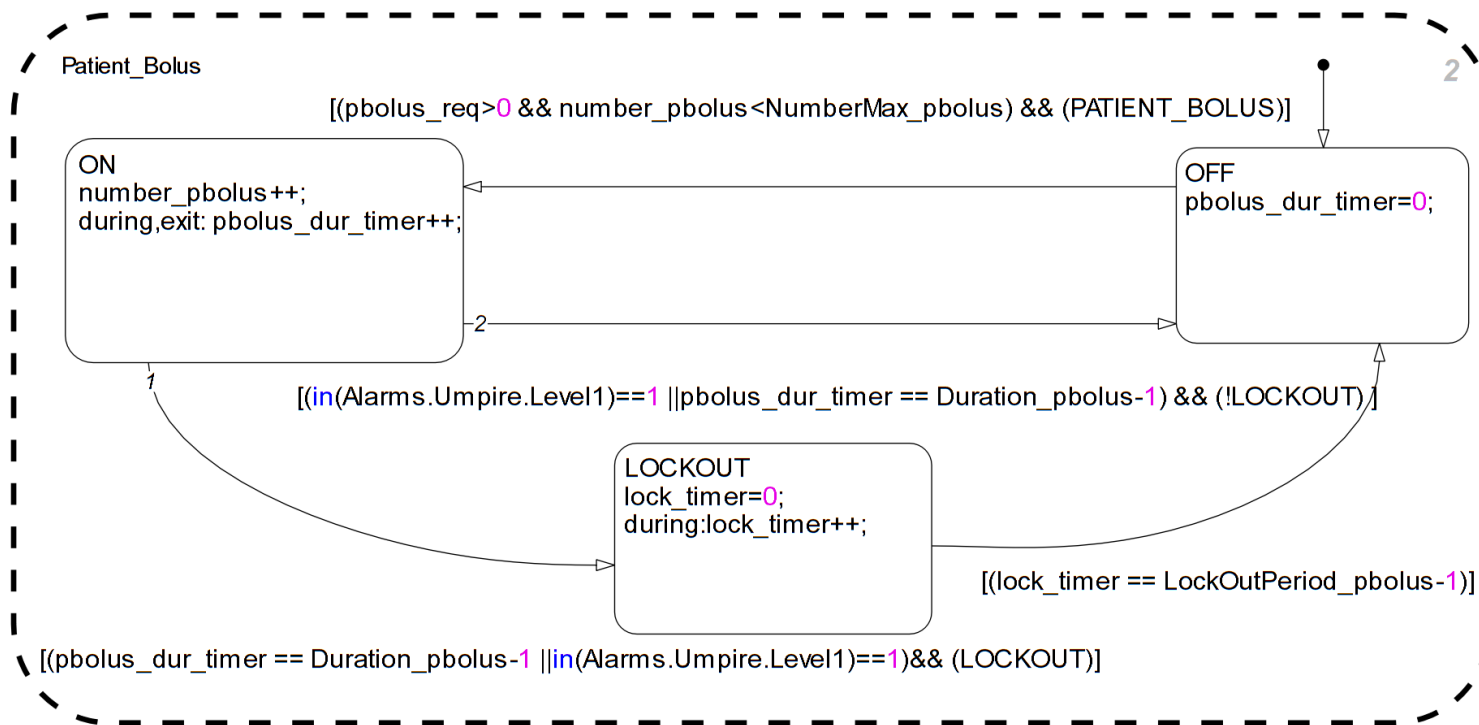 Patient_Bolus
2
[(pbolus_req>0 && number_pbolus<NumberMax_pbolus) && (PATIENT_BOLUS)]
ON
number_pbolus++;
during,exit: pbolus_dur_timer++;
OFF
pbolus_dur_timer=0;
2
1
[(in(Alarms.Umpire.Level1)==1 ||pbolus_dur_timer == Duration_pbolus-1) && (!LOCKOUT) ]
LOCKOUT
lock_timer=0;
during:lock_timer++;
[(lock_timer == LockOutPeriod_pbolus-1)]
[(pbolus_dur_timer == Duration_pbolus-1 ||in(Alarms.Umpire.Level1)==1)&& (LOCKOUT)]